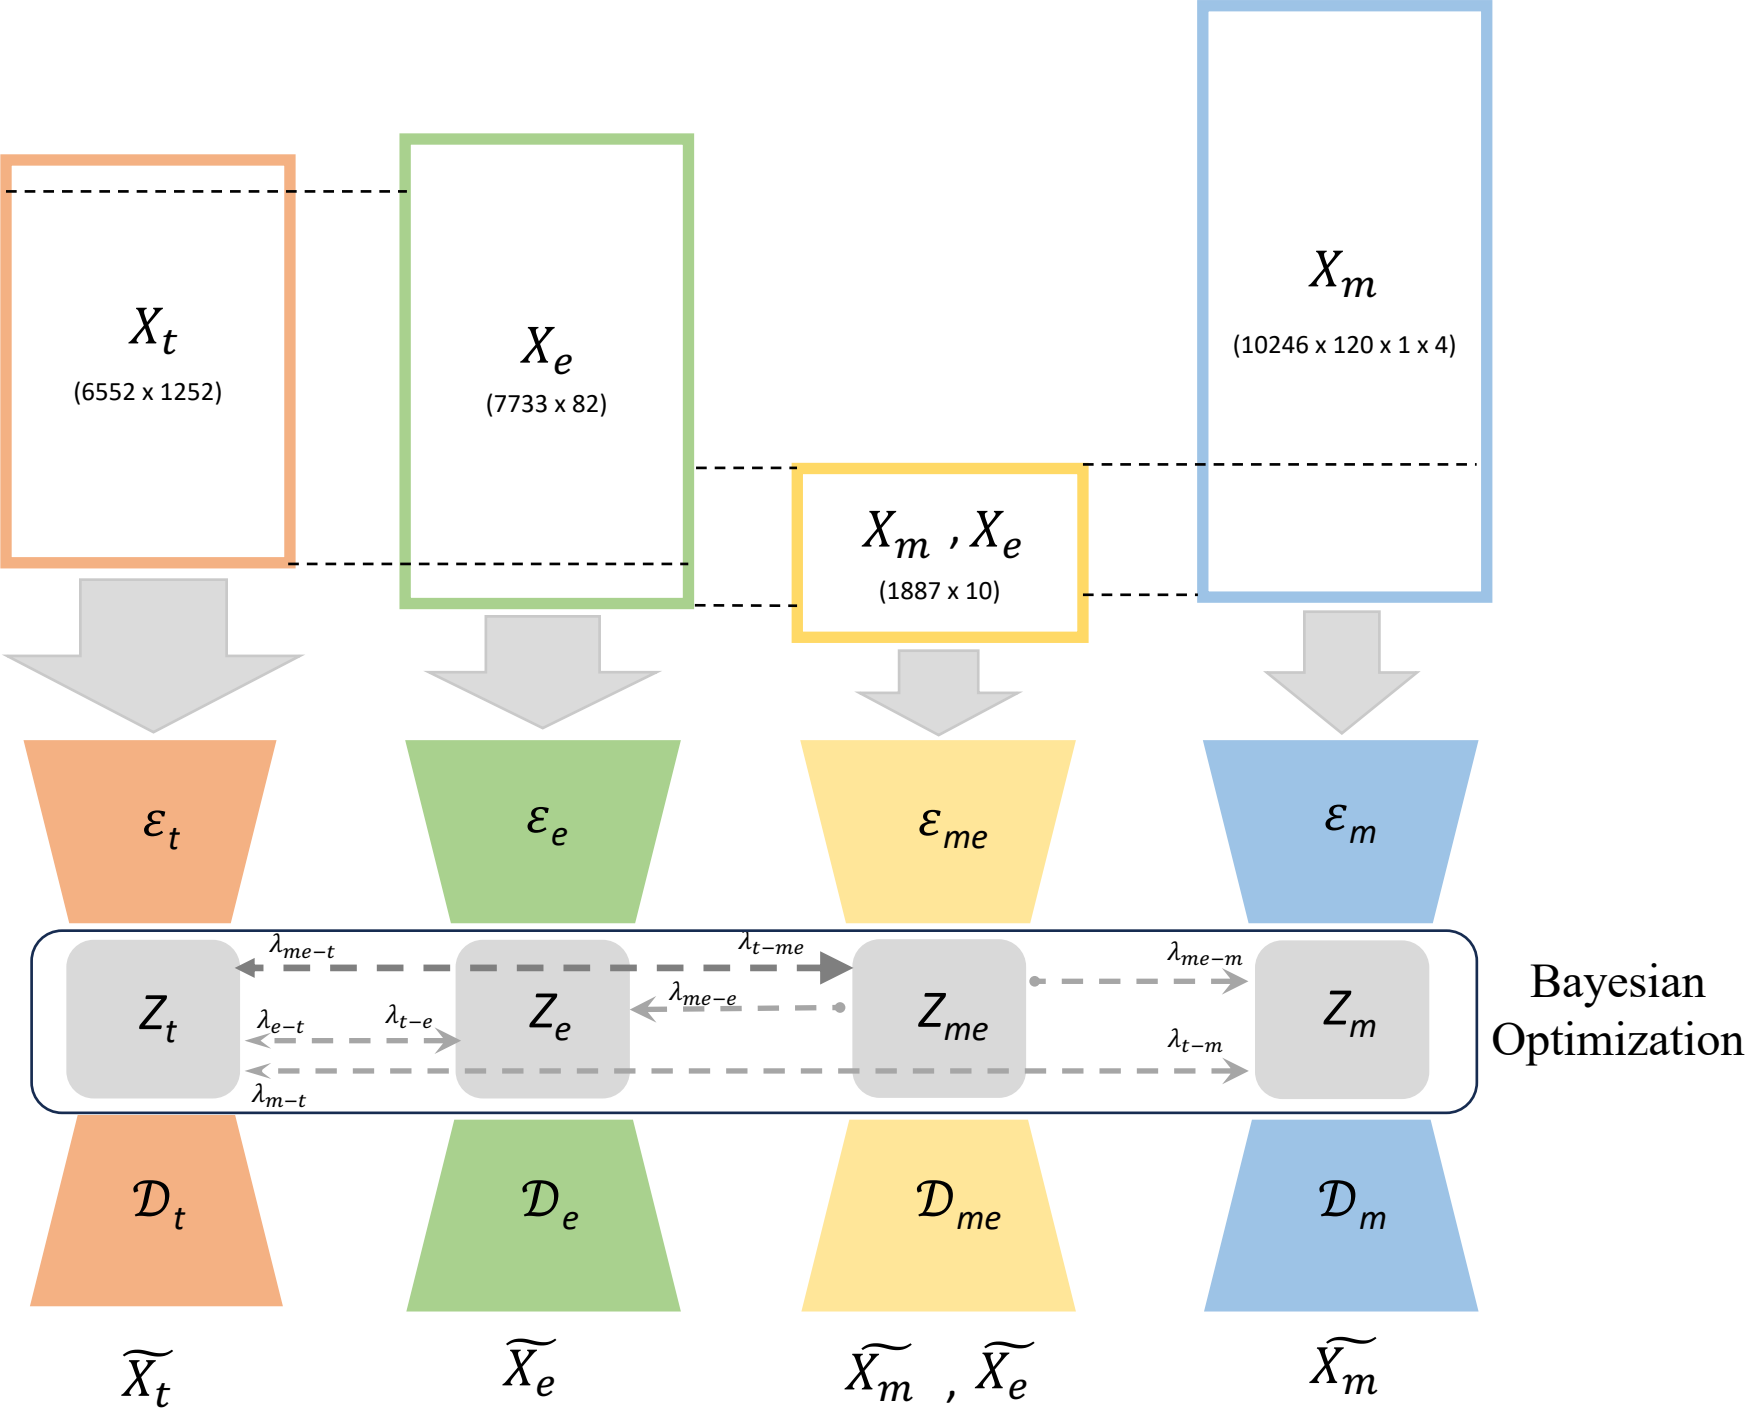 X_t
(6552 x 1252)
X_e
(7733 x 82)
X_m , X_e
(1887 x 10)
X_m
(10246 x 120 x 1 x 4)
ε_t
ε_e
ε_me
ε_m
λ_me−t
λ_t−me
λ_me−m
λ_me−e
Z_t
Z_e
Z_me
Z_m
λ_e−t
λ_t−e
λ_t−m
λ_m−t
Bayesian
Optimization
𝒟_t
𝒟_e
𝒟_me
𝒟_m
X̃_t
X̃_e
X̃_m , X̃_e
X̃_m